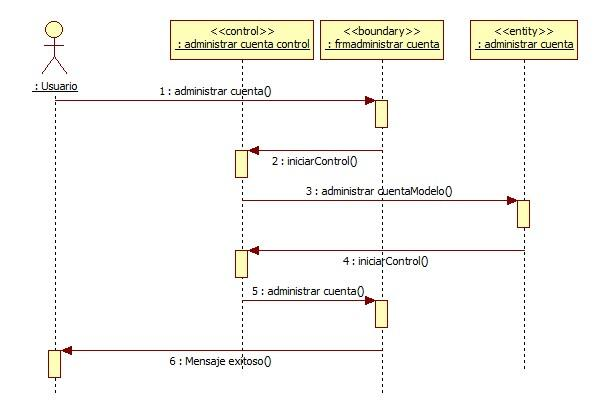 <<control>>
: administrar cuenta control
<<boundary>>
: frmadministrar cuenta
<<entity>>
: administrar cuenta
: Usuario
1 : administrar cuenta()
2 : iniciarControl()
3 : administrar cuentaModelo()
4 : iniciarControl()
5 : administrar cuenta()
6 : Mensaje exitoso()